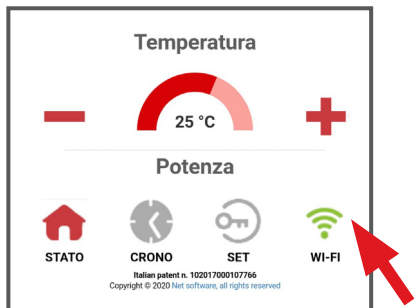 Temperatura
25 °C
Potenza
STATO CRONO SET WI-FI
Italian patent n. 102017000107766
Copyright © 2020 Net software, all rights reserved